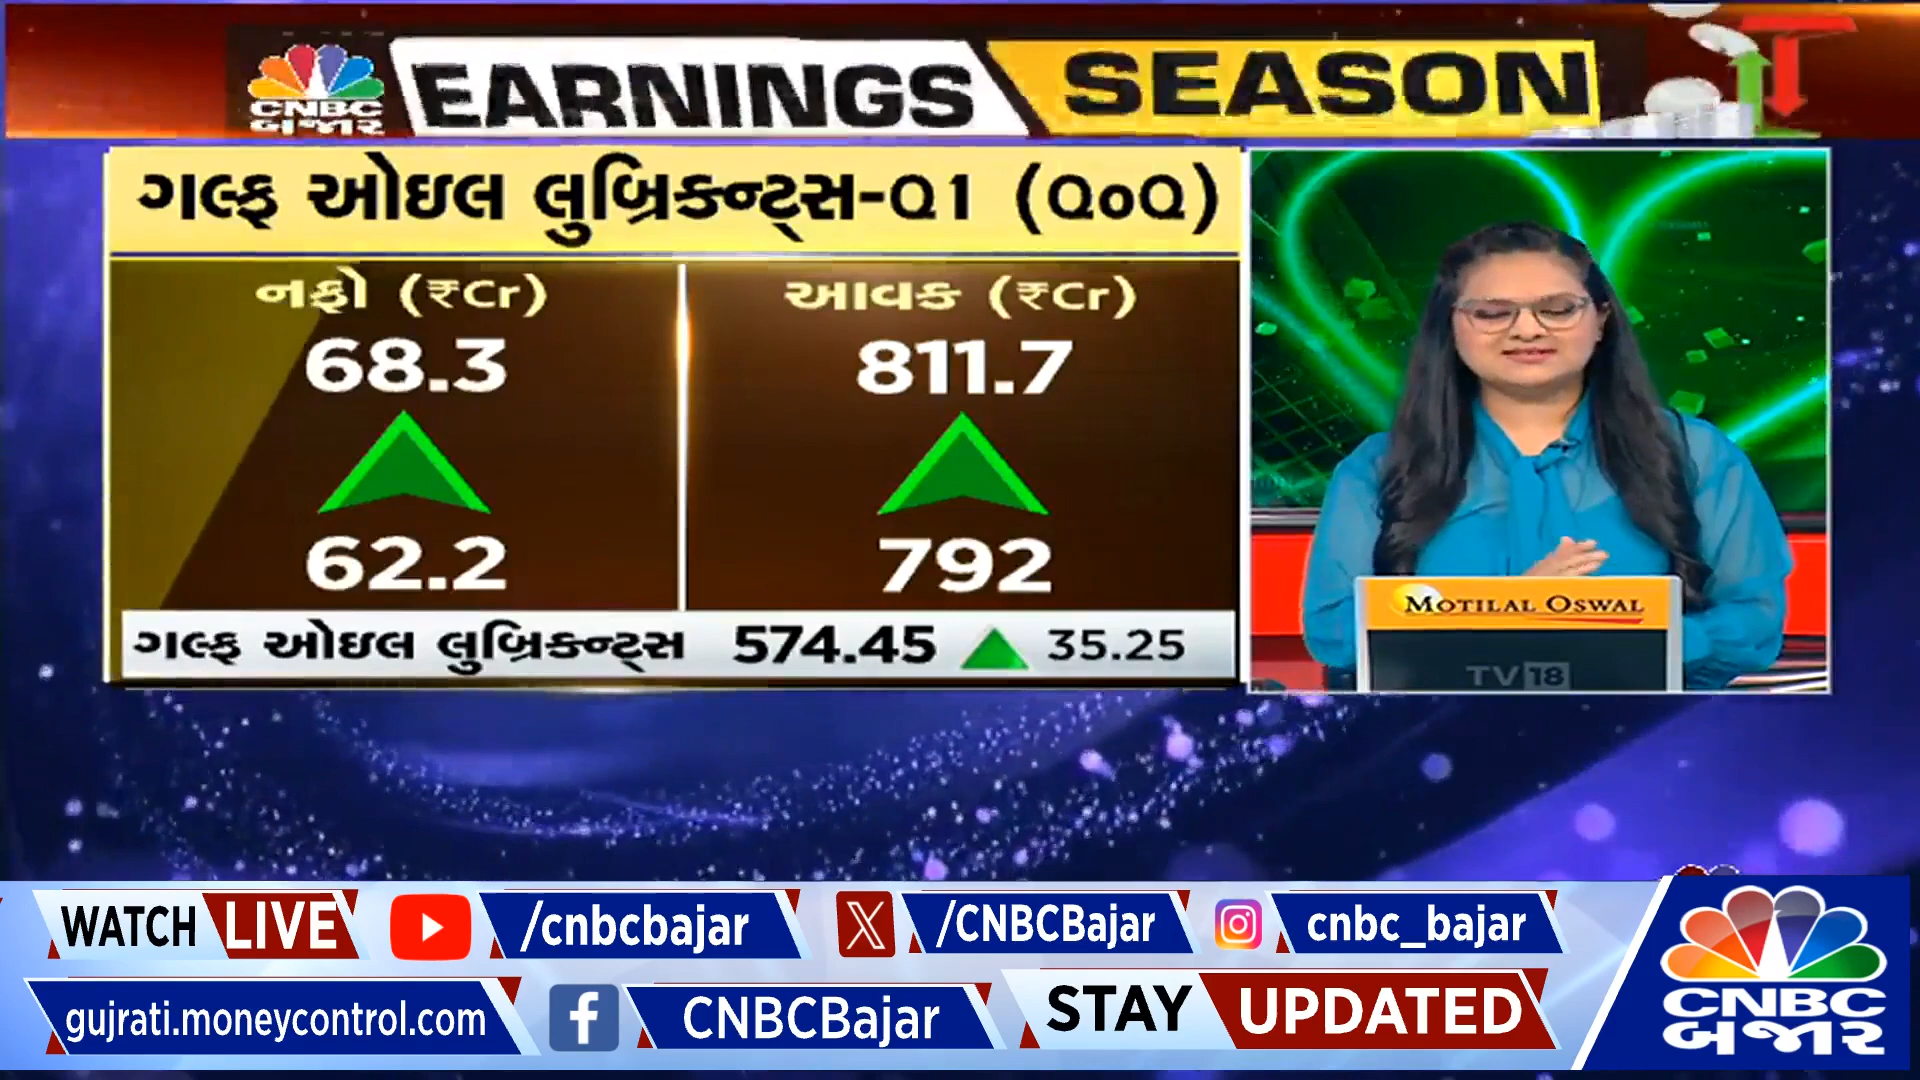 CNBC
બજાર
EARNINGS SEASON
ગલ્ફ ઓઇલ લુબ્રિકન્ટ્સ-Q1 (QoQ)
નફો (₹Cr)
68.3
62.2
આવક (₹Cr)
811.7
792
ગલ્ફ ઓઇલ લુબ્રિકન્ટ્સ 574.45 35.25
MOTILAL OSWAL
TV 18
WATCH LIVE /cnbcbajar /CNBCBajar cnbc_bajar
gujrati.moneycontrol.com CNBCBajar STAY UPDATED
CNBC
બજાર